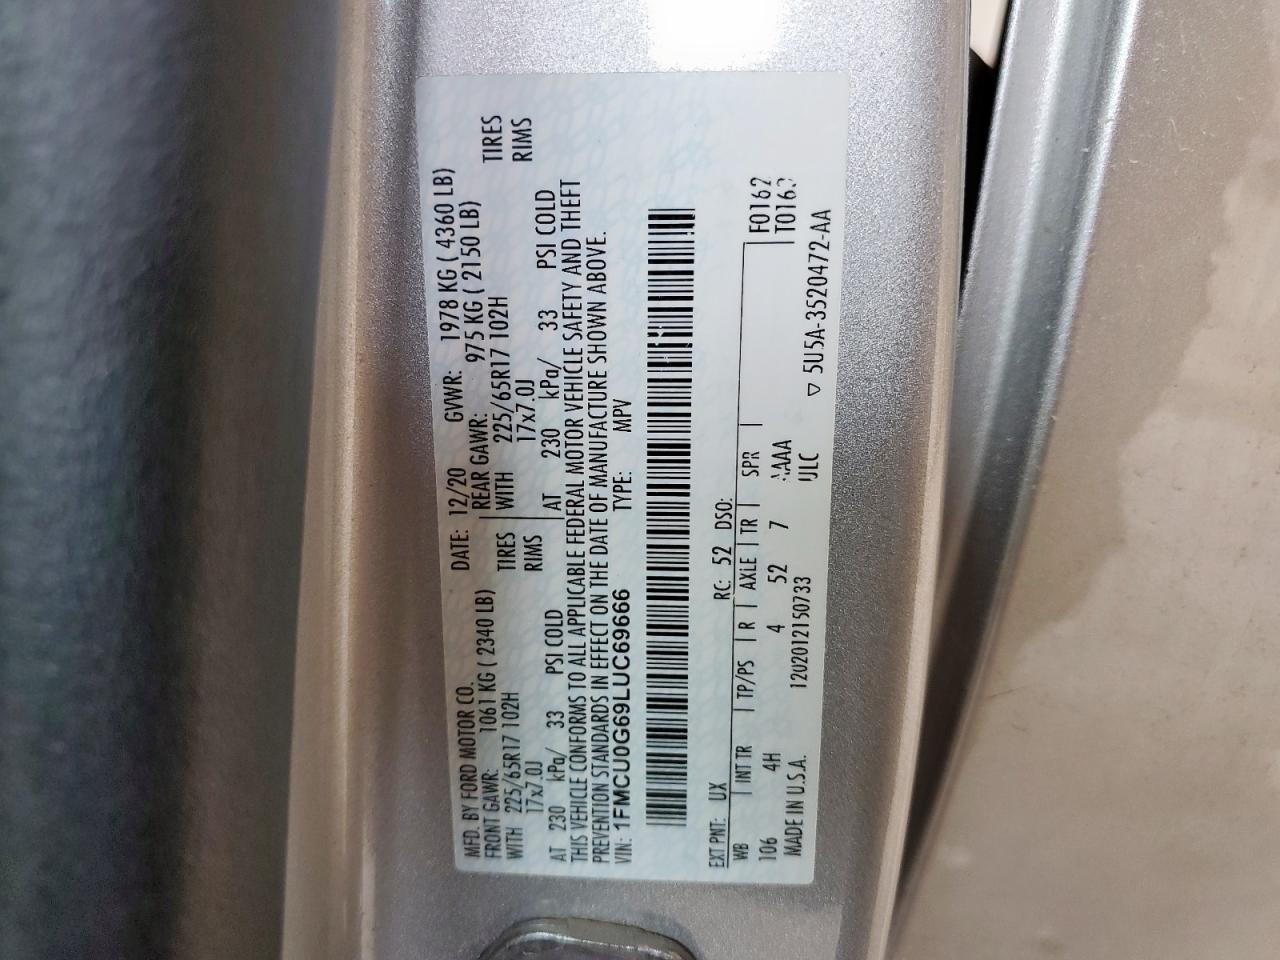 MFD. BY FORD MOTOR CO. DATE: 12/20 GVWR: 1978 KG ( 4360 LB)
FRONT GAWR: 1061 KG ( 2340 LB) REAR GAWR: 975 KG ( 2150 LB)
WITH 225/65R17 102H TIRES WITH 225/65R17 102H TIRES
17x7.0J RIMS 17x7.0J RIMS
AT 230 kPa/ 33 PSI COLD AT 230 kPa/ 33 PSI COLD
THIS VEHICLE CONFORMS TO ALL APPLICABLE FEDERAL MOTOR VEHICLE SAFETY AND THEFT
PREVENTION STANDARDS IN EFFECT ON THE DATE OF MANUFACTURE SHOWN ABOVE.
VIN: 1FMCU0G69LUC69666 TYPE: MPV
EXT PNT: UX RC: 52 DSO:
WB | INT TR | TP/PS | R | AXLE | TR | SPR | F0162
106 4H 4 52 7 AAA
MADE IN U.S.A. 1202012150733 ULC ▽ 5U5A-3520472-AA